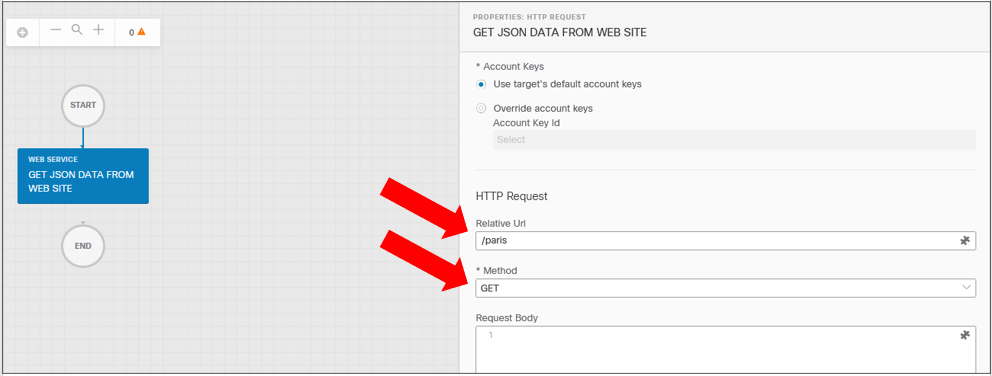 0
START
WEB SERVICE
GET JSON DATA FROM
WEB SITE
END
PROPERTIES: HTTP REQUEST
GET JSON DATA FROM WEB SITE
* Account Keys
Use target's default account keys
Override account keys
Account Key Id
Select
HTTP Request
Relative Url
/paris
* Method
GET
Request Body
1